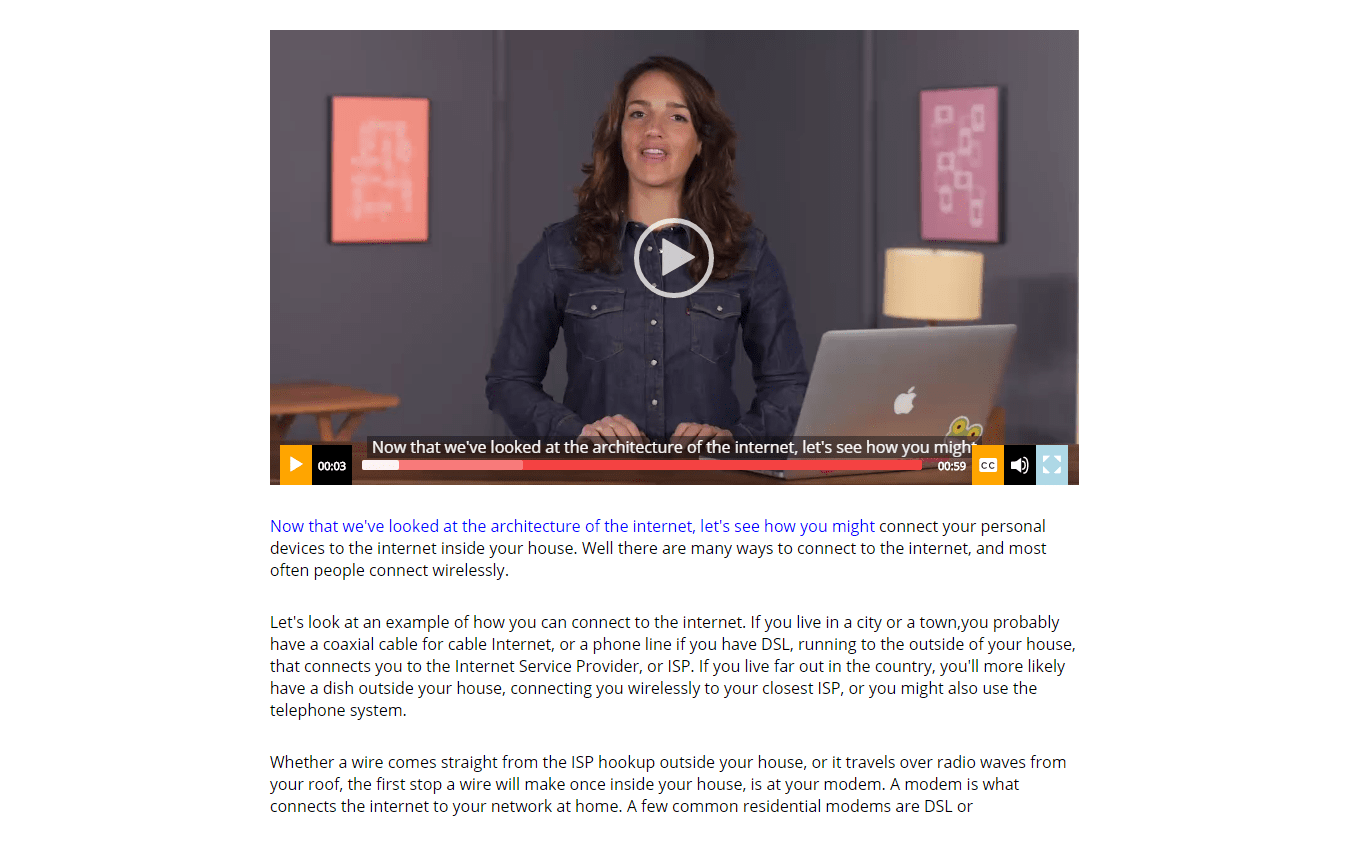 Now that we've looked at the architecture of the internet, let's see how you might
00:03
00:59
CC
Now that we've looked at the architecture of the internet, let's see how you might connect your personal
devices to the internet inside your house. Well there are many ways to connect to the internet, and most
often people connect wirelessly.
Let's look at an example of how you can connect to the internet. If you live in a city or a town,you probably
have a coaxial cable for cable Internet, or a phone line if you have DSL, running to the outside of your house,
that connects you to the Internet Service Provider, or ISP. If you live far out in the country, you'll more likely
have a dish outside your house, connecting you wirelessly to your closest ISP, or you might also use the
telephone system.
Whether a wire comes straight from the ISP hookup outside your house, or it travels over radio waves from
your roof, the first stop a wire will make once inside your house, is at your modem. A modem is what
connects the internet to your network at home. A few common residential modems are DSL or